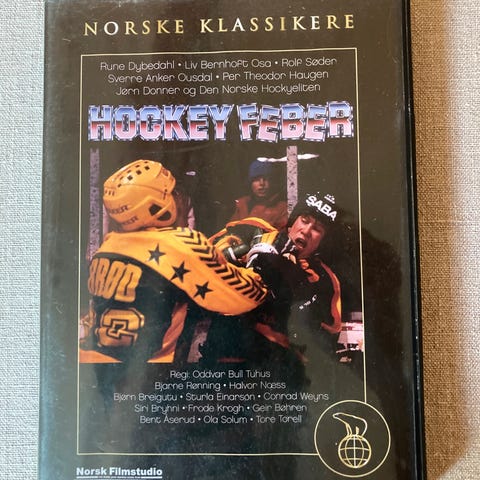 NORSKE KLASSIKERE
Rune Dybedahl • Liv Bernhoft Osa • Rolf Søder
Sverre Anker Ousdal • Per Theodor Haugen
Jørn Donner og Den Norske Hockyeliten
HOCKEY FEBER
SABA
Regi: Oddvar Bull Tuhus
Bjarne Rønning • Halvor Næss
Bjørn Breigutu • Sturla Einarson • Conrad Weyns
Siri Bryhni • Frode Krogh • Geir Bøhren
Bent Aserud • Ola Solum • Tore Torell
Norsk Filmstudio